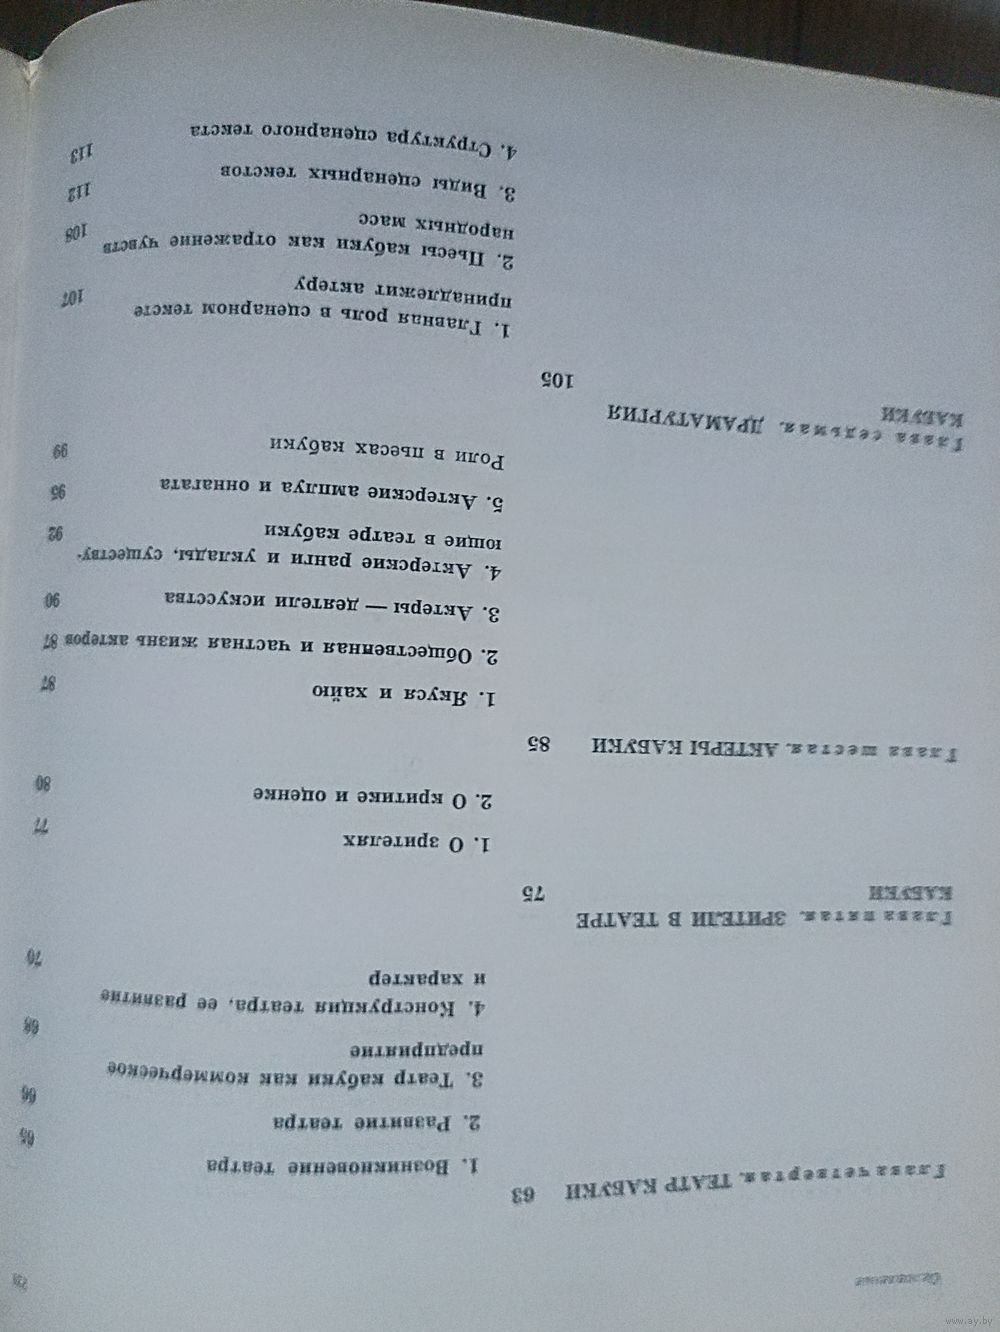 Оглавление
Глава четвертая. ТЕАТР КАБУКИ 63
1. Возникновение театра 65
2. Развитие театра 66
3. Театр кабуки как коммерческое
предприятие 68
4. Конструкция театра, ее развитие
и характер 70
Глава пятая. ЗРИТЕЛИ В ТЕАТРЕ
КАБУКИ 75
1. О зрителях 77
2. О критике и оценке 80
Глава шестая. АКТЕРЫ КАБУКИ 85
1. Якуся и хайю 87
2. Общественная и частная жизнь актеров 87
3. Актеры — деятели искусства 90
4. Актерские ранги и уклады, существу-
ющие в театре кабуки 92
5. Актерские амплуа и оннагата 95
Роли в пьесах кабуки 99
Глава седьмая. ДРАМАТУРГИЯ
КАБУКИ 105
1. Главная роль в сценарном тексте
принадлежит актеру 107
2. Пьесы кабуки как отражение чувств
народных масс 108
3. Виды сценарных текстов 112
4. Структура сценарного текста 113
www.ay.by